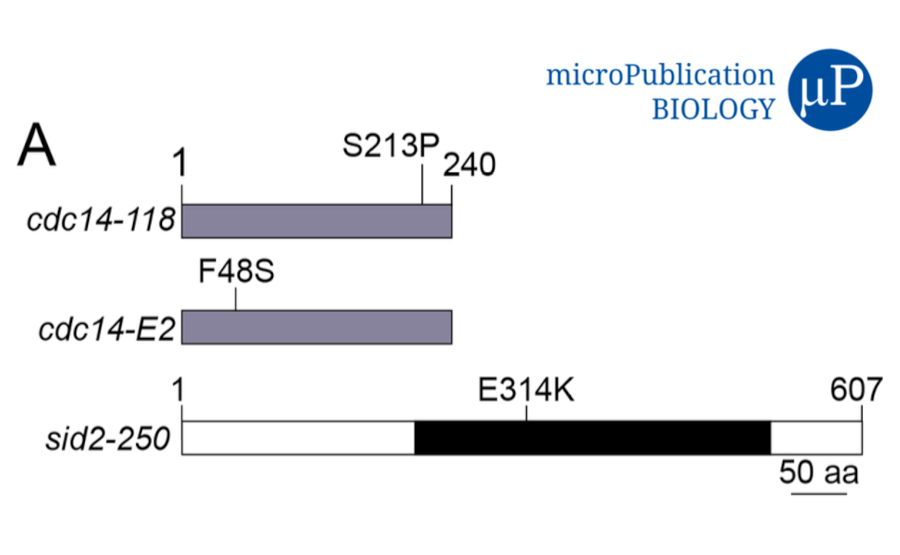 microPublication
BIOLOGY
μP
A
1
S213P
240
cdc14-118
F48S
cdc14-E2
1
E314K
607
sid2-250
50 aa